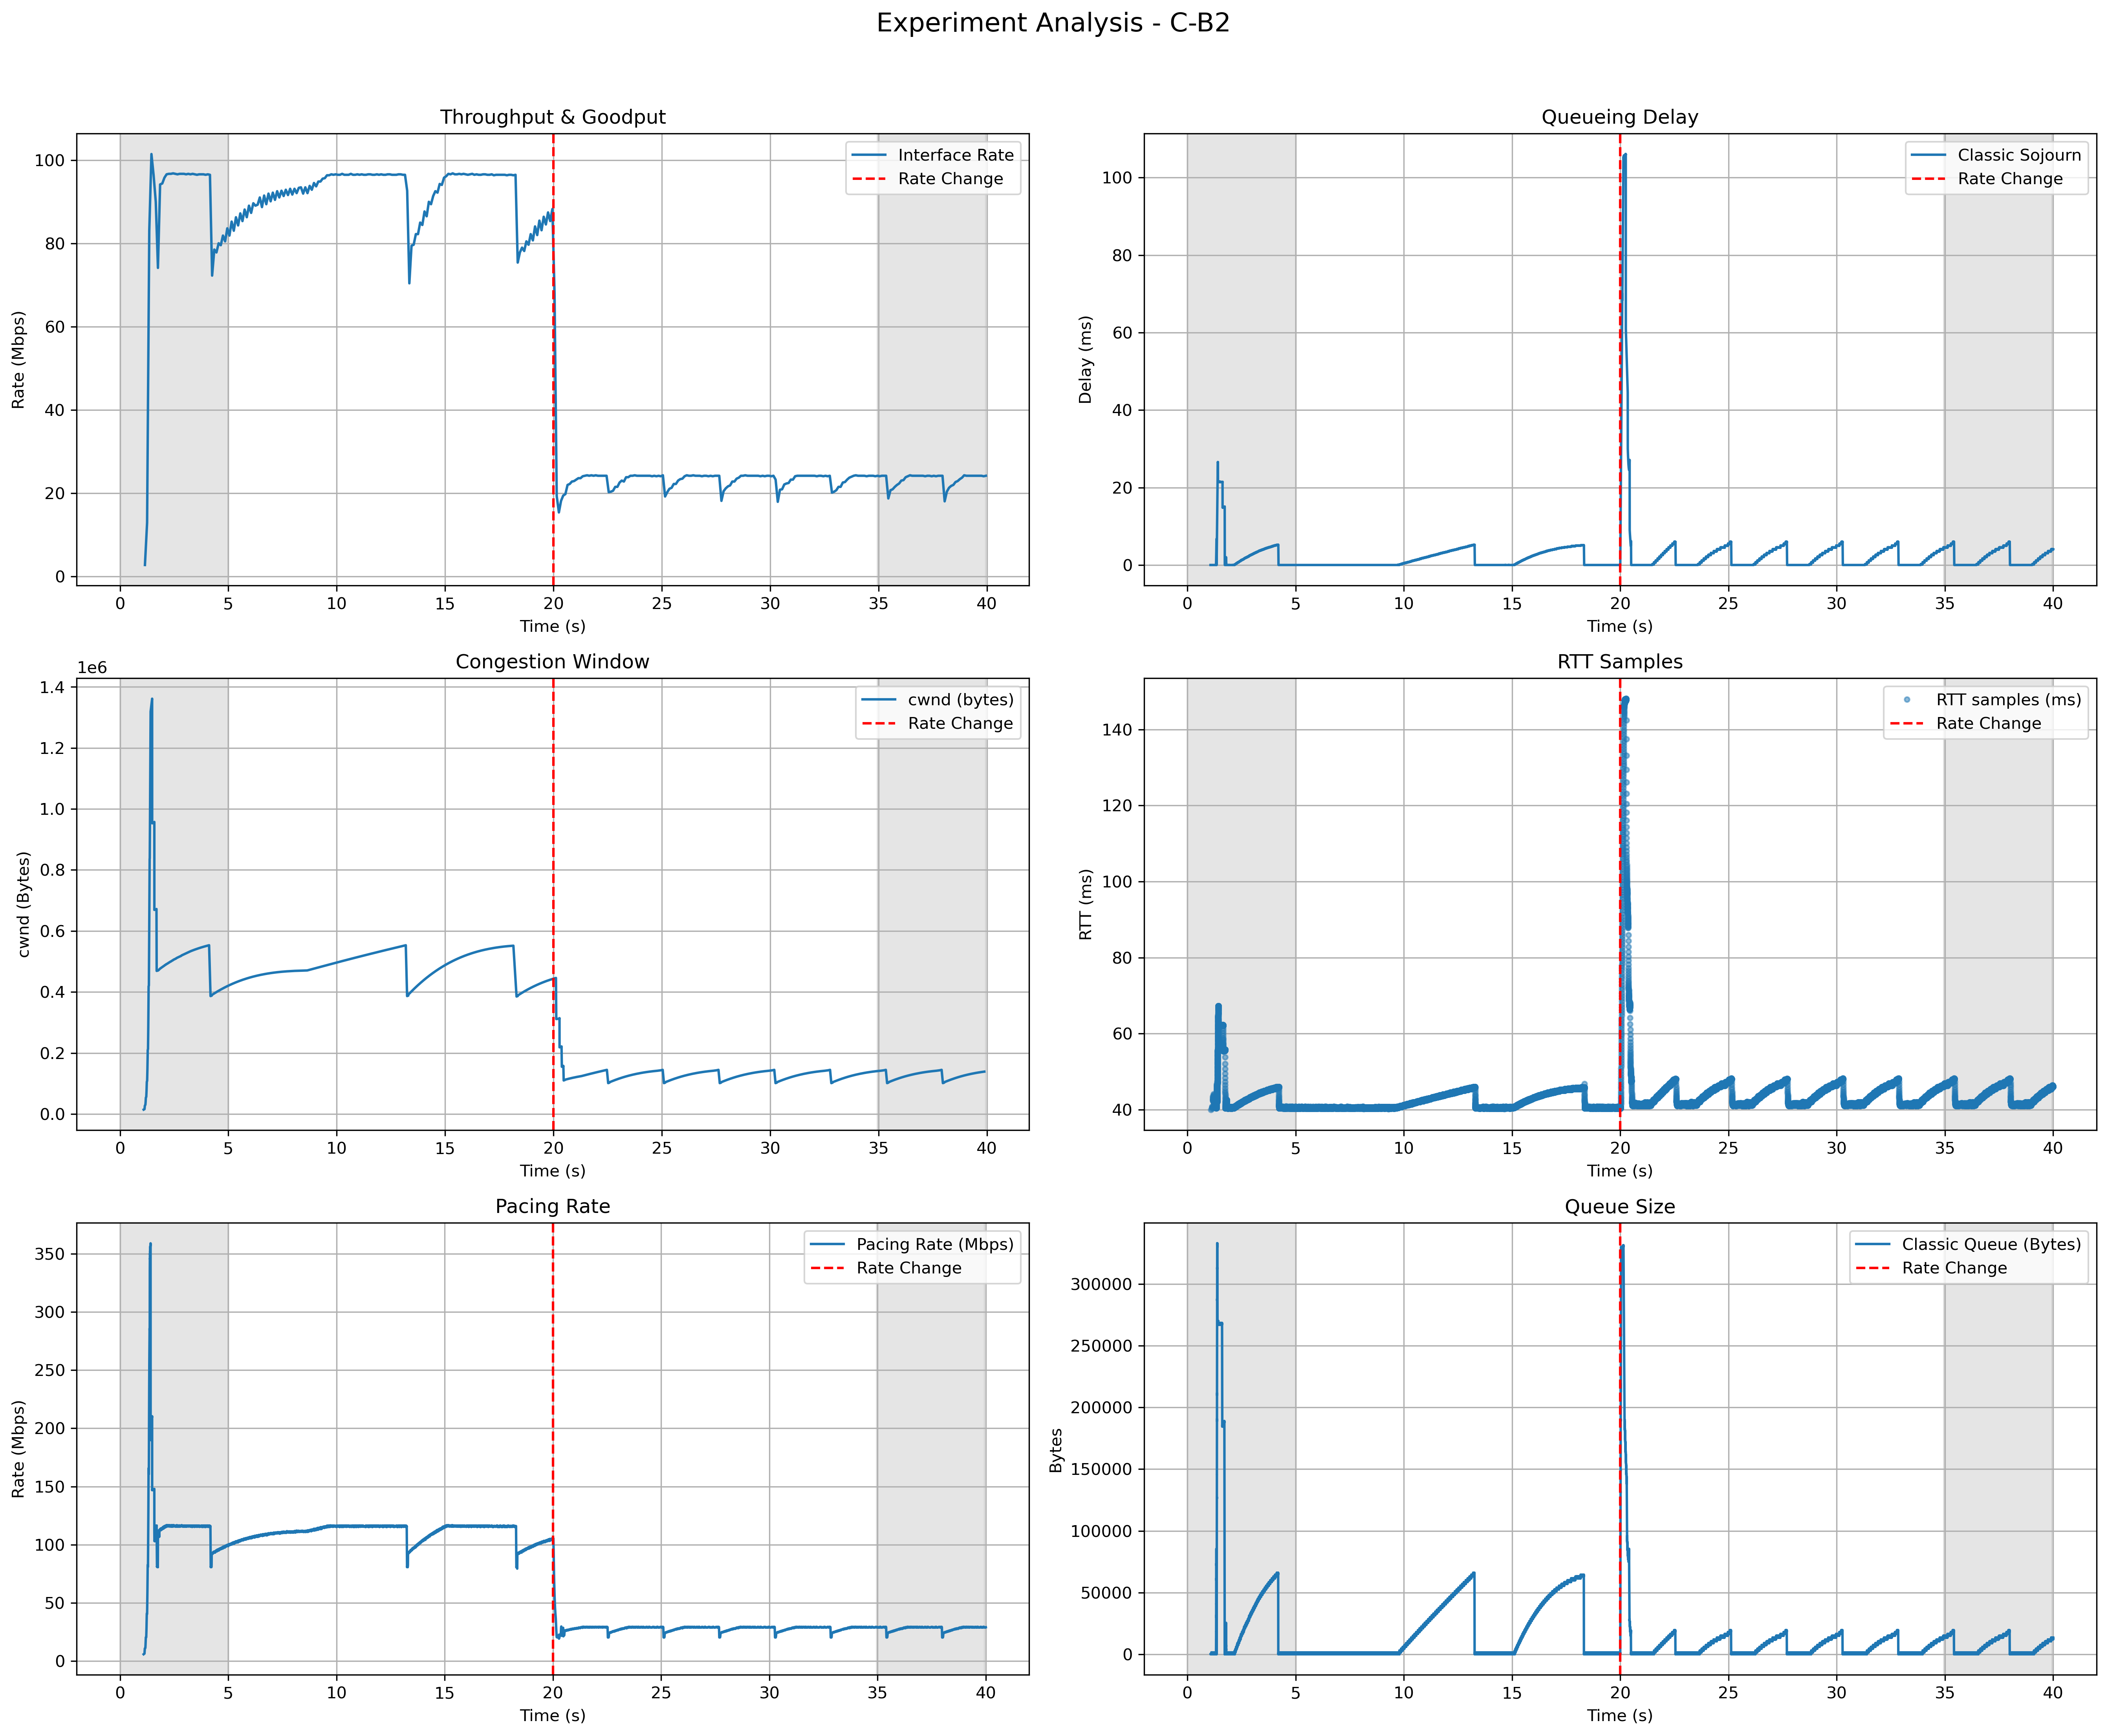 Experiment Analysis - C-B2
Throughput & Goodput
Rate (Mbps)
100
80
60
40
20
0
Interface Rate
Rate Change
0 5 10 15 20 25 30 35 40
Time (s)
Queueing Delay
Delay (ms)
100
80
60
40
20
0
Classic Sojourn
Rate Change
0 5 10 15 20 25 30 35 40
Time (s)
Congestion Window
1e6
cwnd (Bytes)
1.4
1.2
1.0
0.8
0.6
0.4
0.2
0.0
cwnd (bytes)
Rate Change
0 5 10 15 20 25 30 35 40
Time (s)
RTT Samples
RTT (ms)
140
120
100
80
60
40
RTT samples (ms)
Rate Change
0 5 10 15 20 25 30 35 40
Time (s)
Pacing Rate
Rate (Mbps)
350
300
250
200
150
100
50
0
Pacing Rate (Mbps)
Rate Change
0 5 10 15 20 25 30 35 40
Time (s)
Queue Size
Bytes
300000
250000
200000
150000
100000
50000
0
Classic Queue (Bytes)
Rate Change
0 5 10 15 20 25 30 35 40
Time (s)